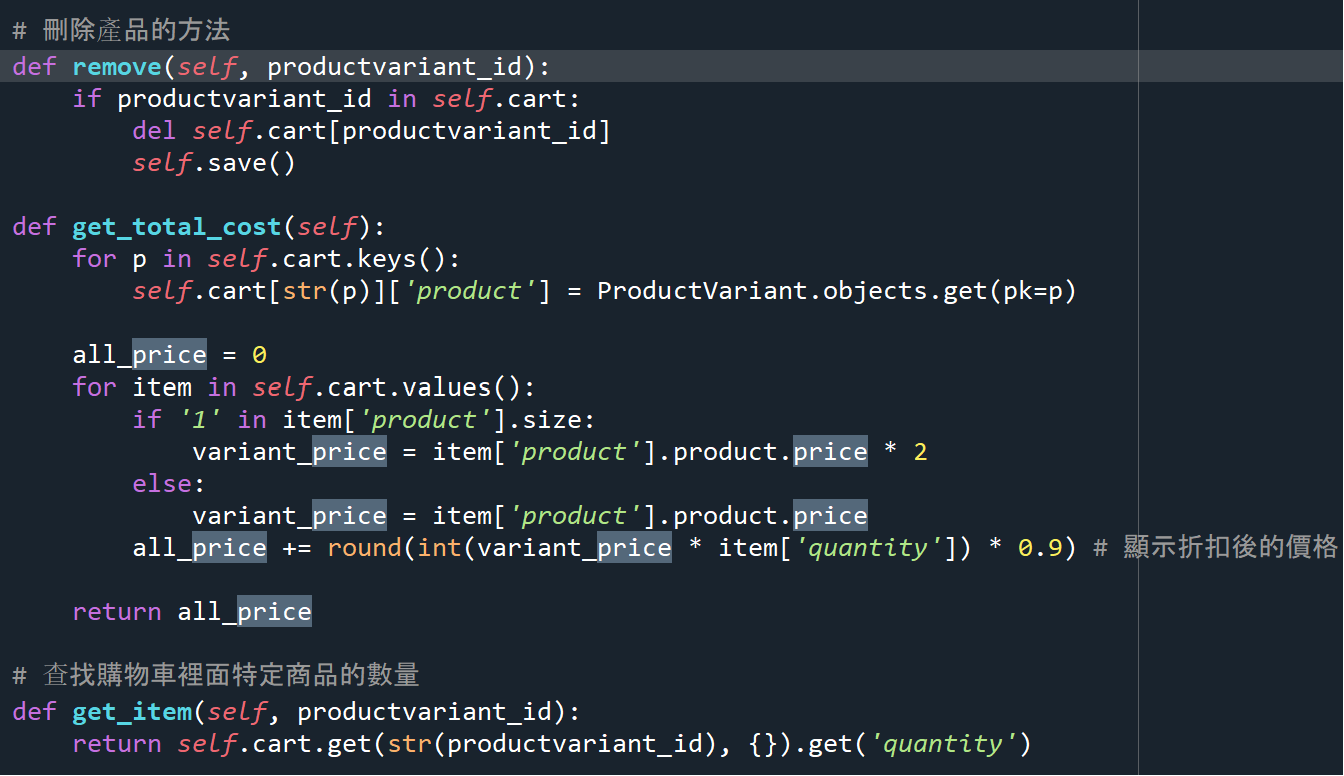 # 刪除產品的方法
def remove(self, productvariant_id):
    if productvariant_id in self.cart:
        del self.cart[productvariant_id]
        self.save()

def get_total_cost(self):
    for p in self.cart.keys():
        self.cart[str(p)]['product'] = ProductVariant.objects.get(pk=p)

    all_price = 0
    for item in self.cart.values():
        if '1' in item['product'].size:
            variant_price = item['product'].product.price * 2
        else:
            variant_price = item['product'].product.price
        all_price += round(int(variant_price * item['quantity']) * 0.9) # 顯示折扣後的價格

    return all_price

# 查找購物車裡面特定商品的數量
def get_item(self, productvariant_id):
    return self.cart.get(str(productvariant_id), {}).get('quantity')